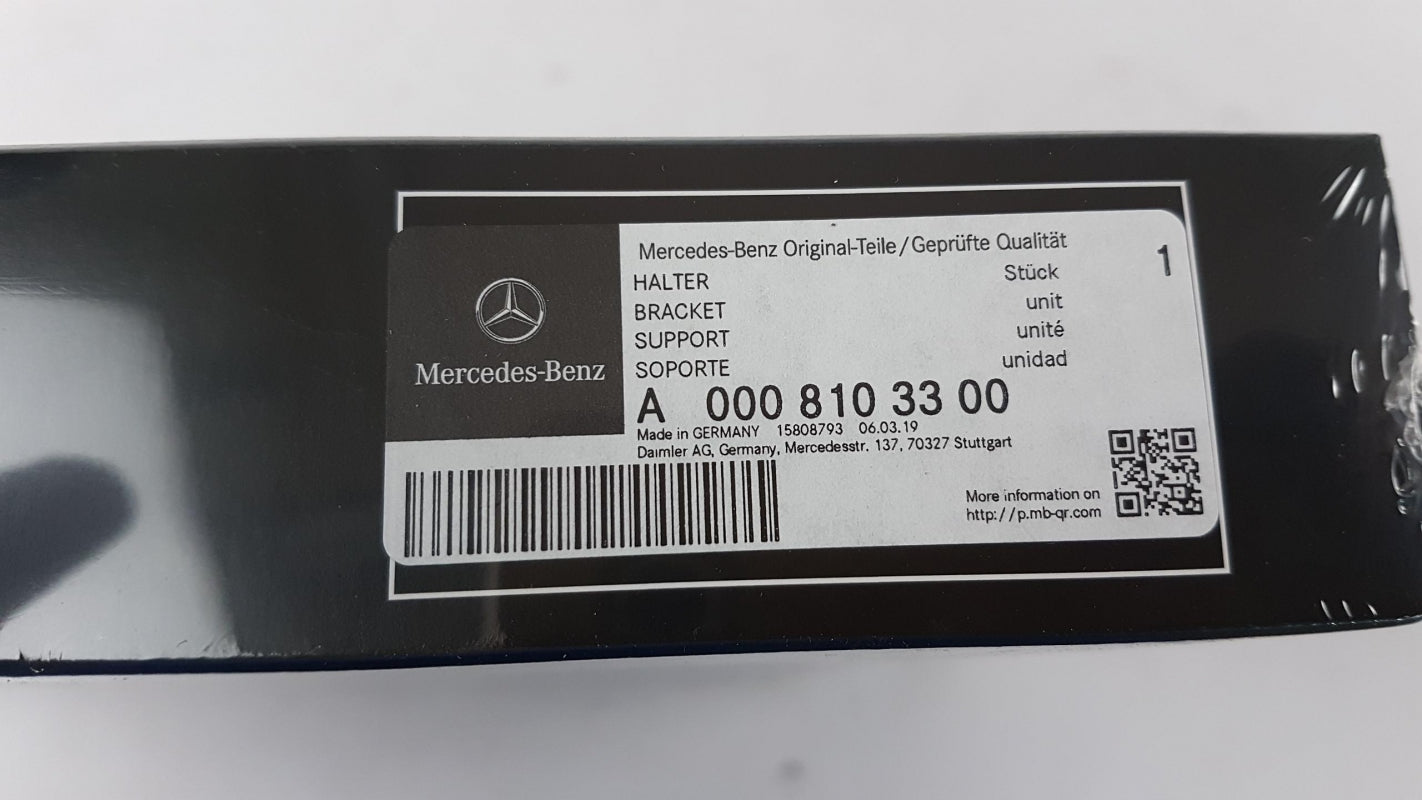 Mercedes-Benz
Mercedes-Benz Original-Teile/Geprüfte Qualität
HALTER Stück 1
BRACKET unit
SUPPORT unité
SOPORTE unidad
A 000 810 33 00
Made in GERMANY 15808793 06.03.19
Daimler AG, Germany, Mercedesstr. 137, 70327 Stuttgart
More information on
http://p.mb-qr.com